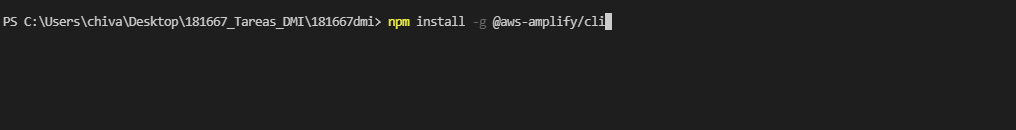 PS C:\Users\chiva\Desktop\181667_Tareas_DMI\181667dmi> npm install -g @aws-amplify/cli